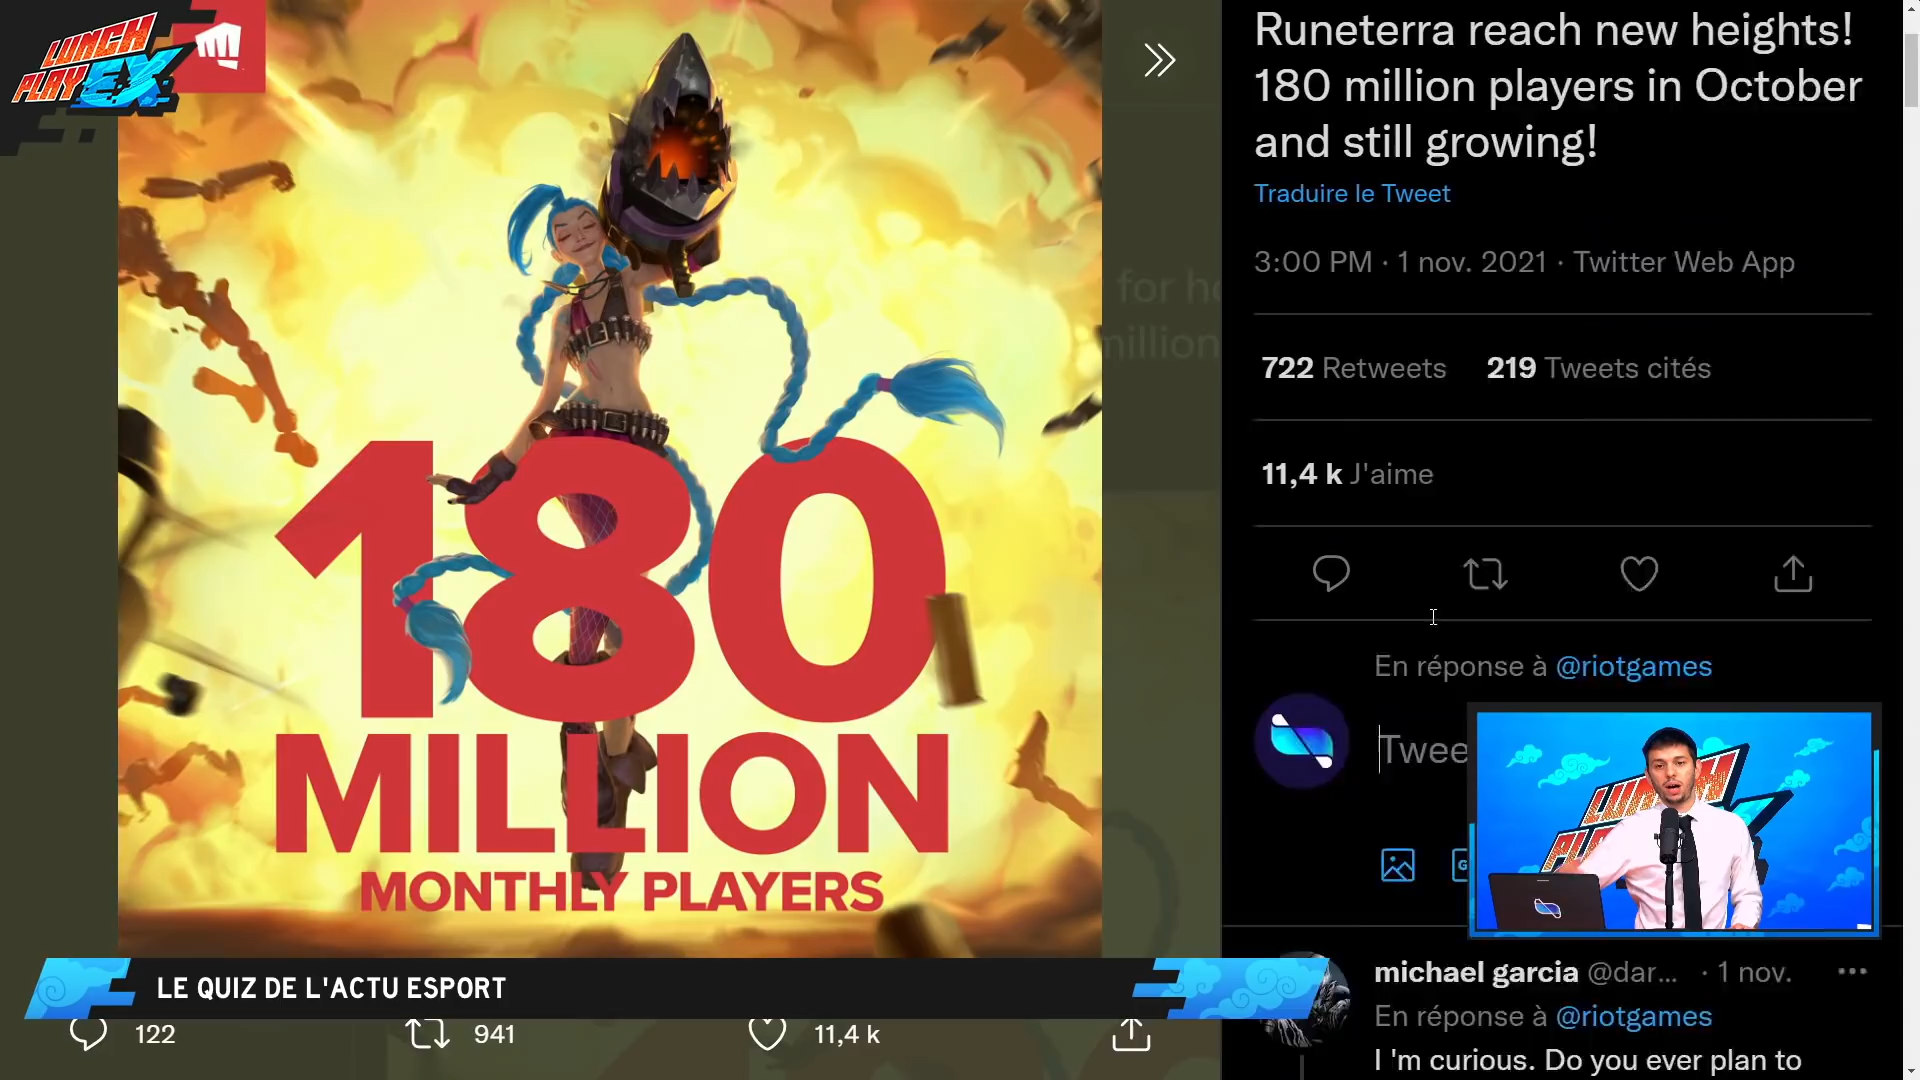 LUNCH
PLAY EX
Runeterra reach new heights!
180 million players in October
and still growing!
Traduire le Tweet
3:00 PM · 1 nov. 2021 · Twitter Web App
722 Retweets 219 Tweets cités
11,4 k J'aime
En réponse à @riotgames
Twee
for
million
180
MILLION
MONTHLY PLAYERS
LUNCH
LE QUIZ DE L'ACTU ESPORT
122
941
11,4 k
michael garcia @dar... · 1 nov.
En réponse à @riotgames
I 'm curious. Do you ever plan to